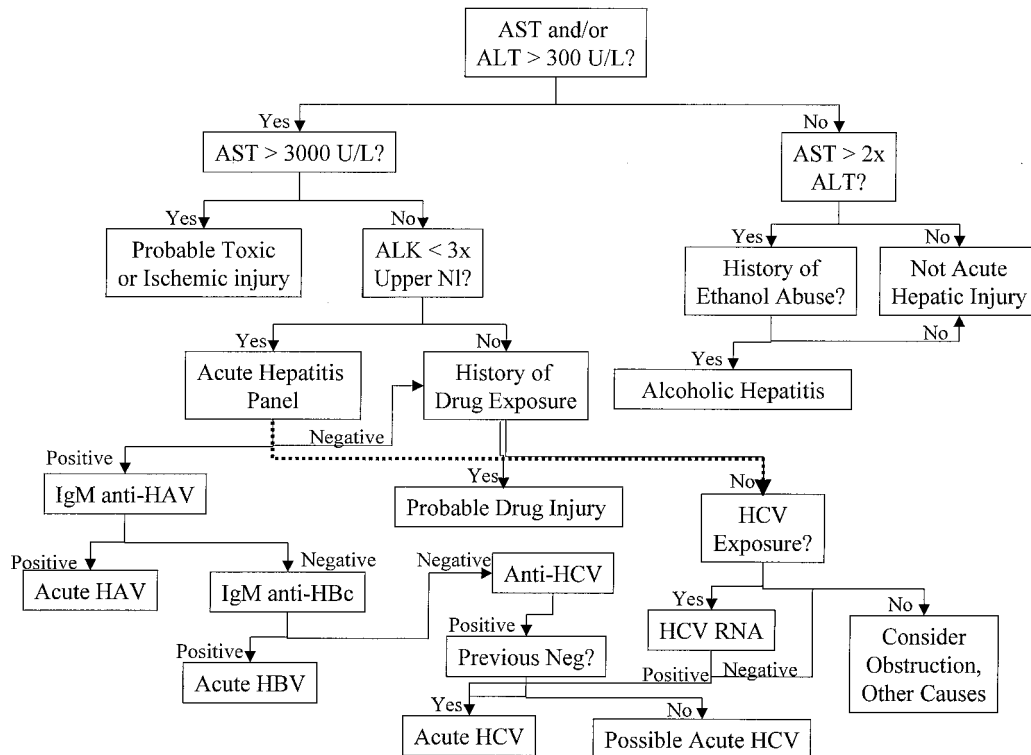 AST and/or
ALT > 300 U/L?
Yes
No
AST > 3000 U/L?
AST > 2x
ALT?
Yes
No
Yes
No
Probable Toxic
or Ischemic injury
ALK < 3x
Upper Nl?
History of
Ethanol Abuse?
Not Acute
Hepatic Injury
Yes
No
No
Yes
Acute Hepatitis
Panel
History of
Drug Exposure
Alcoholic Hepatitis
Negative
Positive
Yes
No
IgM anti-HAV
Probable Drug Injury
HCV
Exposure?
Positive
Negative
Negative
Acute HAV
IgM anti-HBc
Anti-HCV
Yes
No
Positive
HCV RNA
Consider
Obstruction,
Other Causes
Positive
Previous Neg?
Positive
Negative
Acute HBV
Yes
No
Acute HCV
Possible Acute HCV